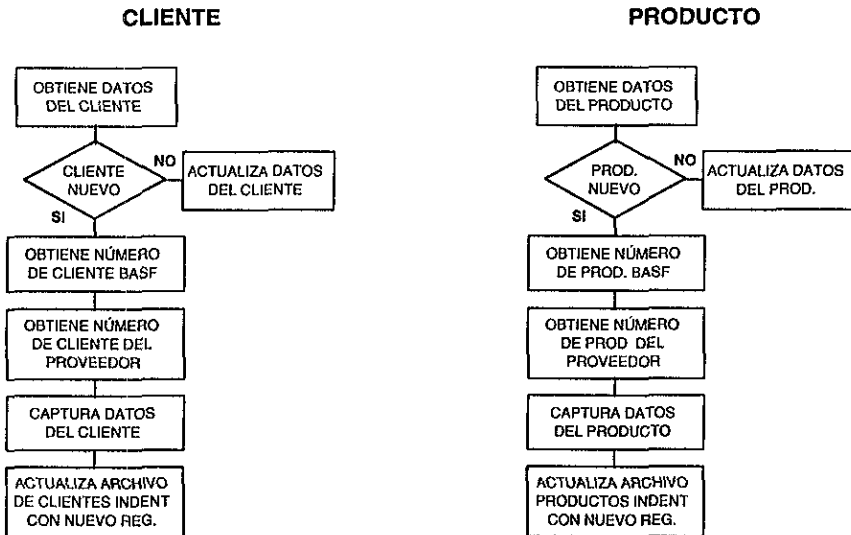 CLIENTE
OBTIENE DATOS
DEL CLIENTE
CLIENTE
NUEVO
NO
SI
ACTUALIZA DATOS
DEL CLIENTE
OBTIENE NÚMERO
DE CLIENTE BASF
OBTIENE NÚMERO
DE CLIENTE DEL
PROVEEDOR
CAPTURA DATOS
DEL CLIENTE
ACTUALIZA ARCHIVO
DE CLIENTES INDENT
CON NUEVO REG.
PRODUCTO
OBTIENE DATOS
DEL PRODUCTO
PROD.
NUEVO
NO
SI
ACTUALIZA DATOS
DEL PROD.
OBTIENE NÚMERO
DE PROD. BASF
OBTIENE NÚMERO
DE PROD DEL
PROVEEDOR
CAPTURA DATOS
DEL PRODUCTO
ACTUALIZA ARCHIVO
PRODUCTOS INDENT
CON NUEVO REG.